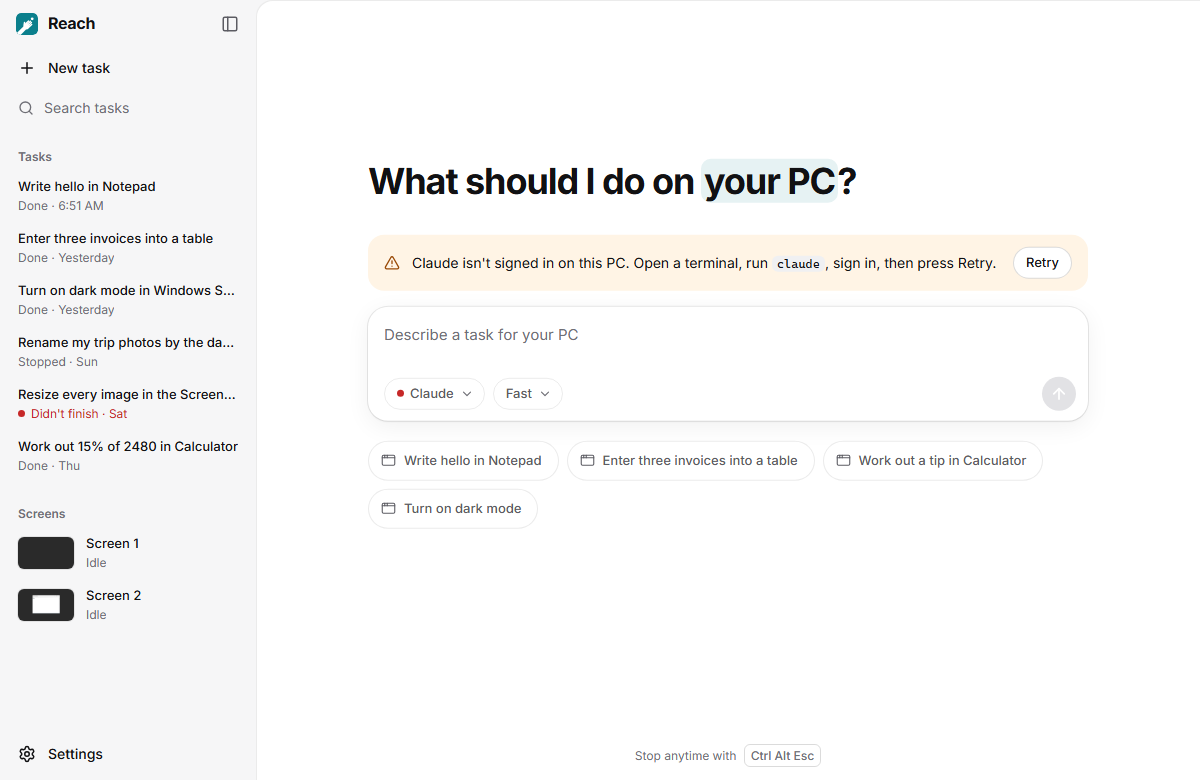 Reach
New task
Search tasks
Tasks
Write hello in Notepad
Done · 6:51 AM
Enter three invoices into a table
Done · Yesterday
Turn on dark mode in Windows S...
Done · Yesterday
Rename my trip photos by the da...
Stopped · Sun
Resize every image in the Screen...
Didn't finish · Sat
Work out 15% of 2480 in Calculator
Done · Thu
Screens
Screen 1
Idle
Screen 2
Idle
Settings
What should I do on your PC?
Claude isn't signed in on this PC. Open a terminal, run claude, sign in, then press Retry.
Retry
Describe a task for your PC
Claude
Fast
Write hello in Notepad
Enter three invoices into a table
Work out a tip in Calculator
Turn on dark mode
Stop anytime with Ctrl Alt Esc